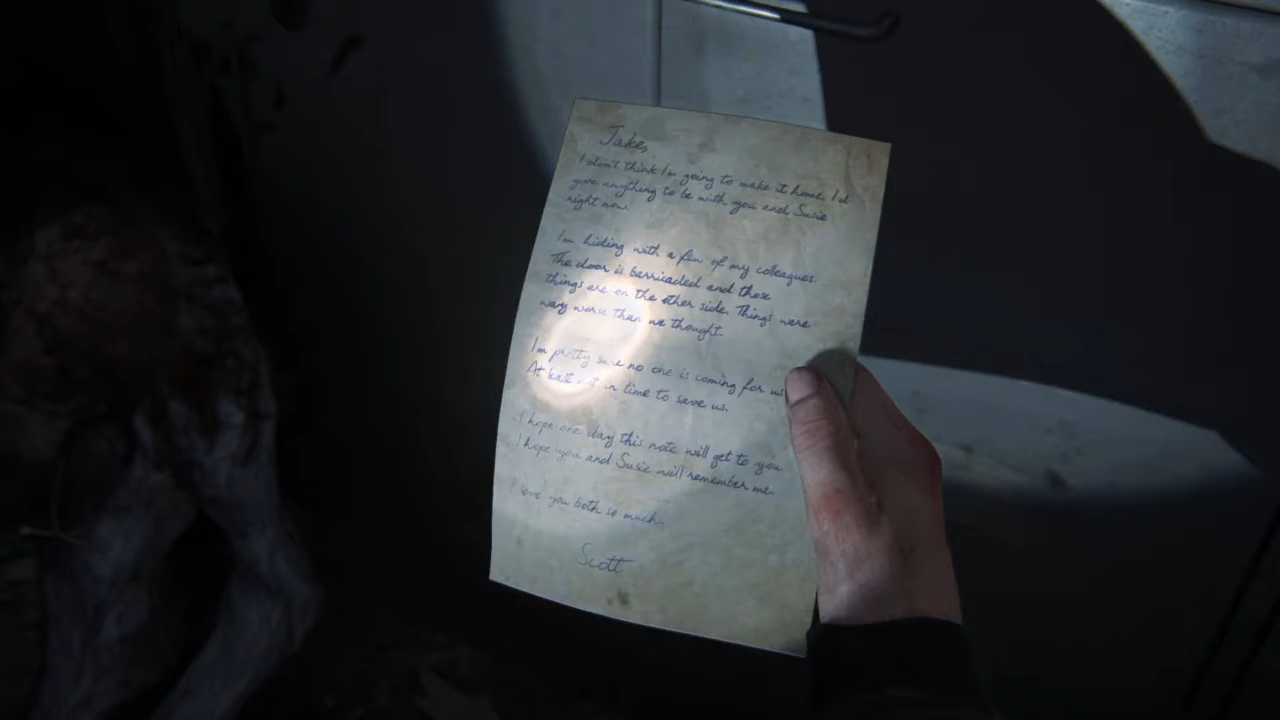 Jake,
I don't think I'm going to make it home. I'd
give anything to be with you and Susie
right now.
I'm hiding with a few of my colleagues.
The door is barricaded and those
things are on the other side. Things were
way worse than we thought.
I'm pretty sure no one is coming for us.
At least not in time to save us.
I hope one day this note will get to you
I hope you and Susie will remember me.
I love you both so much.
Scott